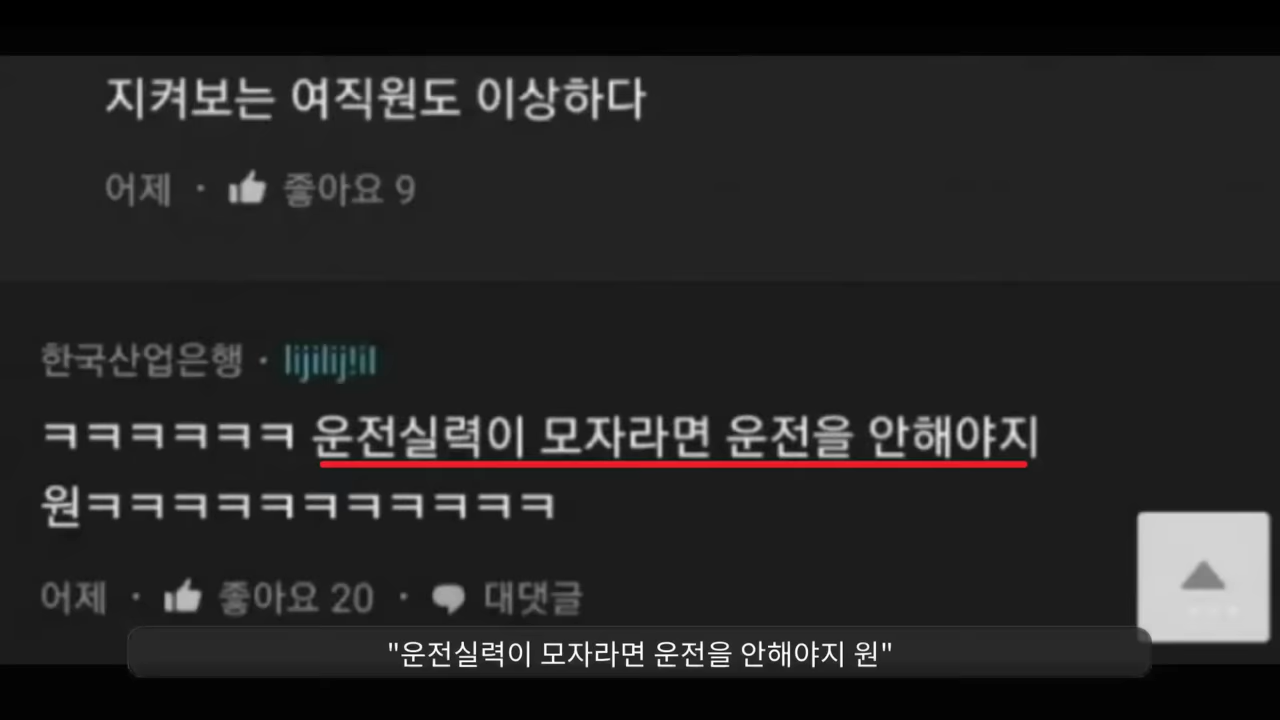 지켜보는 여직원도 이상하다
어제 · 좋아요 9
한국산업은행 · lijilij!il
ㅋㅋㅋㅋㅋㅋ 운전실력이 모자라면 운전을 안해야지
원ㅋㅋㅋㅋㅋㅋㅋㅋㅋㅋㅋ
어제 · 좋아요 20 · 대댓글
"운전실력이 모자라면 운전을 안해야지 원"